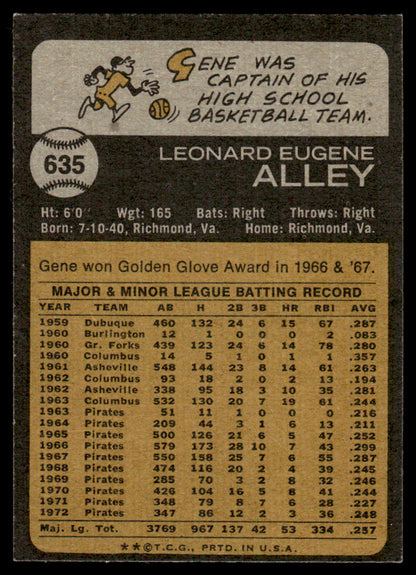 GENE WAS
CAPTAIN OF HIS
HIGH SCHOOL
BASKETBALL TEAM.
635
LEONARD EUGENE
ALLEY
Ht: 6'0" Wgt: 165 Bats: Right Throws: Right
Born: 7-10-40, Richmond, Va. Home: Richmond, Va.
Gene won Golden Glove Award in 1966 & '67.
MAJOR & MINOR LEAGUE BATTING RECORD
YEAR TEAM AB H 2B 3B HR RBI AVG
1959 Dubuque 460 132 24 6 15 67 .287
1960 Burlington 12 1 0 0 0 2 .083
1960 Gr. Forks 439 123 24 6 14 78 .280
1960 Columbus 14 5 1 0 1 1 .357
1961 Asheville 548 144 23 8 14 61 .263
1962 Columbus 93 18 2 0 2 13 .194
1962 Asheville 338 95 18 3 10 35 .281
1963 Columbus 532 130 20 7 19 61 .244
1963 Pirates 51 11 1 0 0 0 .216
1964 Pirates 209 44 3 1 6 13 .211
1965 Pirates 500 126 21 6 5 47 .252
1966 Pirates 579 173 28 10 7 43 .299
1967 Pirates 550 158 25 7 6 55 .287
1968 Pirates 474 116 20 2 4 39 .245
1969 Pirates 285 70 3 2 8 32 .246
1970 Pirates 426 104 16 5 8 41 .244
1971 Pirates 348 79 8 7 6 28 .227
1972 Pirates 347 86 12 2 3 36 .248
Maj. Lg. Tot. 3769 967 137 42 53 334 .257
**©T.C.G., PRTD. IN U.S.A.